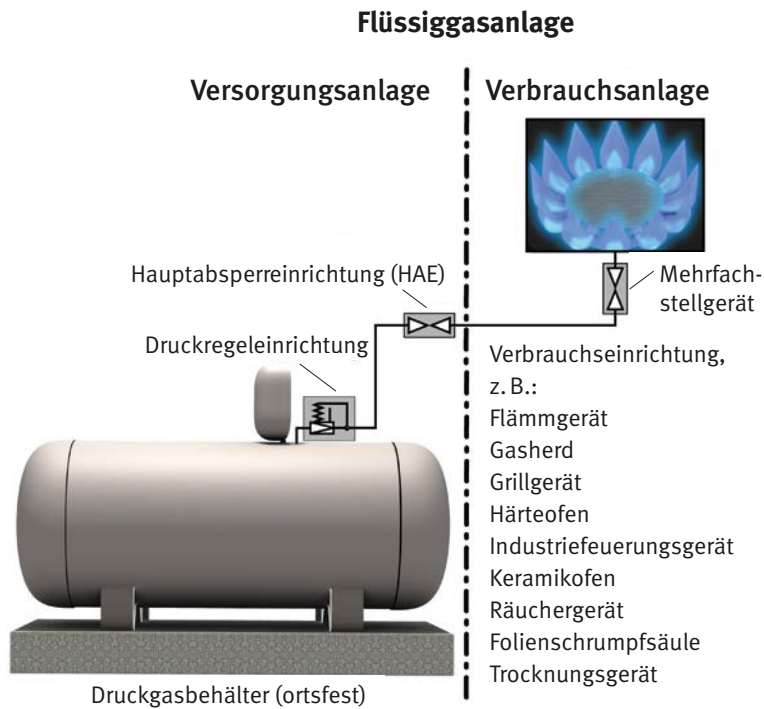 Flüssiggasanlage
Versorgungsanlage
Verbrauchsanlage
Hauptabsperreinrichtung (HAE)
Mehrfach-
stellgerät
Druckregeleinrichtung
Verbrauchseinrichtung,
z. B.:
Flämmgerät
Gasherd
Grillgerät
Härteofen
Industriefeuerungsgerät
Keramikofen
Räuchergerät
Folienschrumpfsäule
Trocknungsgerät
Druckgasbehälter (ortsfest)